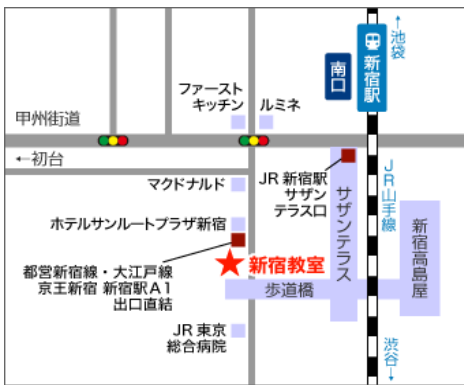 ←池袋
新宿駅
南口
ファースト
キッチン
ルミネ
甲州街道
←初台
マクドナルド
JR 新宿駅
サザン
テラス口
サザンテラス
JR山手線
新宿高島屋
ホテルサンルートプラザ新宿
都営新宿線・大江戸線
京王新宿 新宿駅A1
出口直結
新宿教室
歩道橋
JR 東京
総合病院
渋谷→